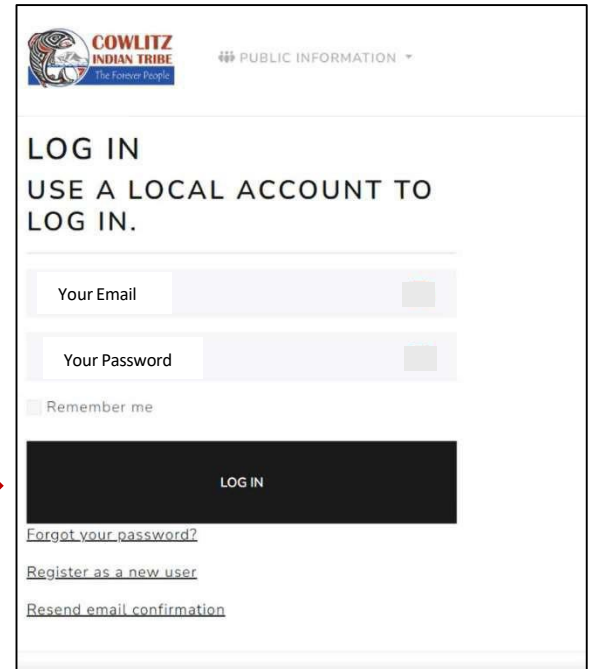 COWLITZ
INDIAN TRIBE
The Forever People
PUBLIC INFORMATION
LOG IN
USE A LOCAL ACCOUNT TO
LOG IN.
Your Email
Your Password
Remember me
LOG IN
Forgot your password?
Register as a new user
Resend email confirmation